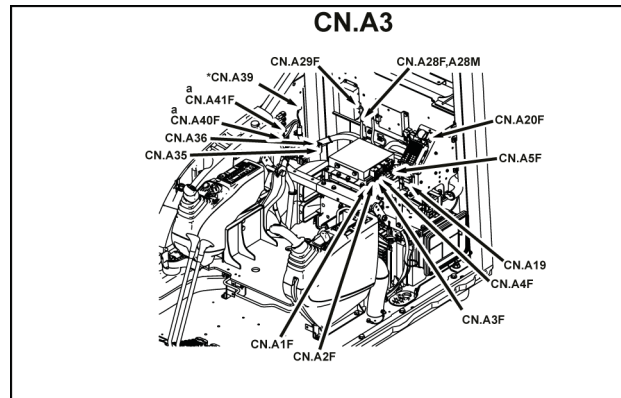 CN.A3
CN.A29F
CN.A28F,A28M
*CN.A39
a
CN.A41F
a
CN.A40F
CN.A20F
CN.A36
CN.A35
CN.A5F
CN.A19
CN.A4F
CN.A3F
CN.A1F
CN.A2F